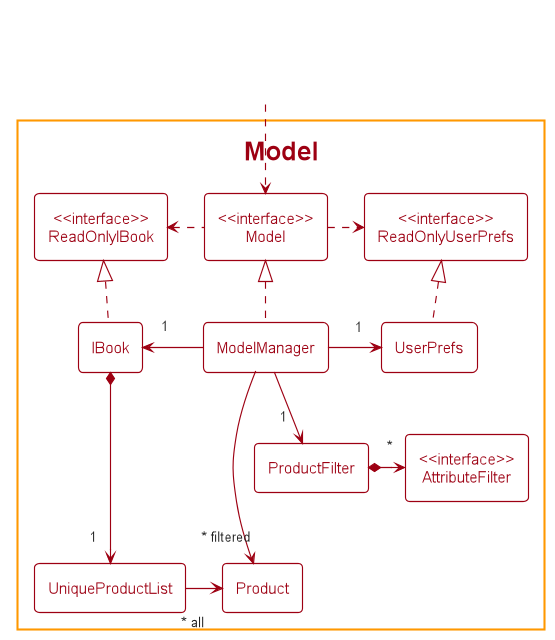 Model
<<interface>>
ReadOnlyIBook
<<interface>>
Model
<<interface>>
ReadOnlyUserPrefs
1
1
IBook
ModelManager
UserPrefs
1
*
ProductFilter
<<interface>>
AttributeFilter
1
* filtered
UniqueProductList
Product
* all